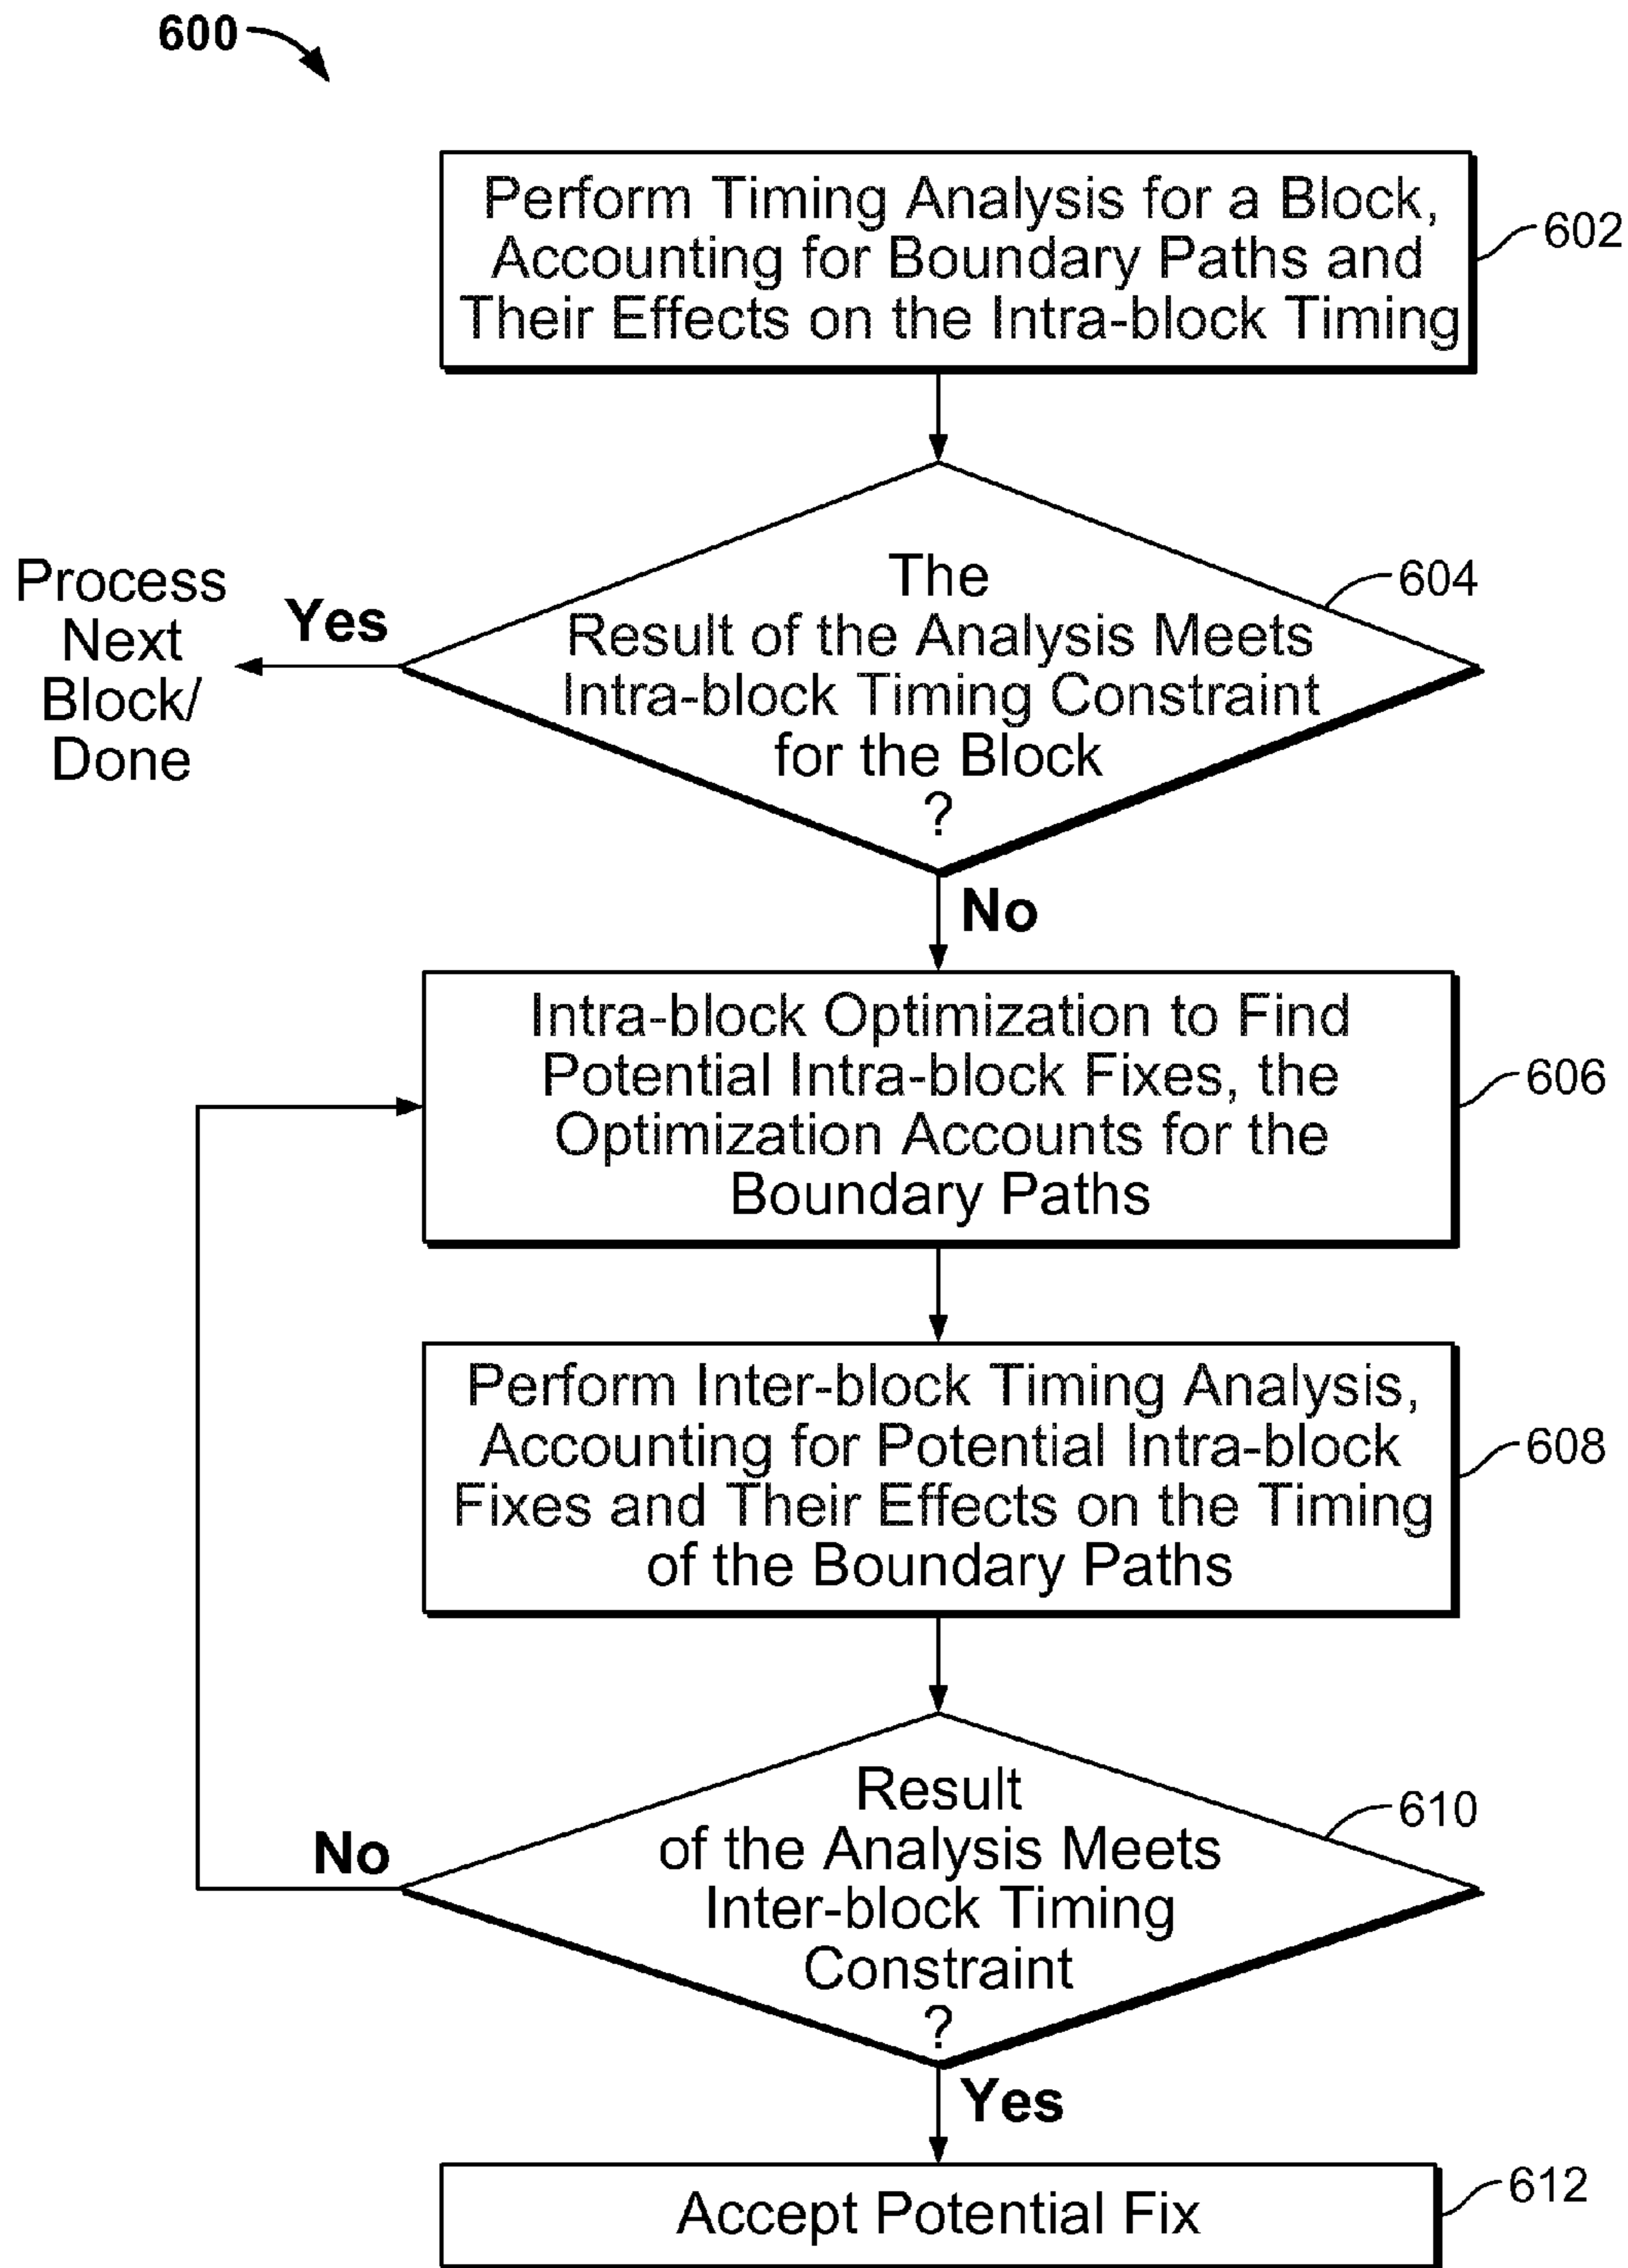 600
Perform Timing Analysis for a Block,
Accounting for Boundary Paths and
Their Effects on the Intra-block Timing
602
The
Result of the Analysis Meets
Intra-block Timing Constraint
for the Block
?
604
Yes
Process
Next
Block/
Done
No
Intra-block Optimization to Find
Potential Intra-block Fixes, the
Optimization Accounts for the
Boundary Paths
606
Perform Inter-block Timing Analysis,
Accounting for Potential Intra-block
Fixes and Their Effects on the Timing
of the Boundary Paths
608
Result
of the Analysis Meets
Inter-block Timing
Constraint
?
610
No
Yes
Accept Potential Fix
612